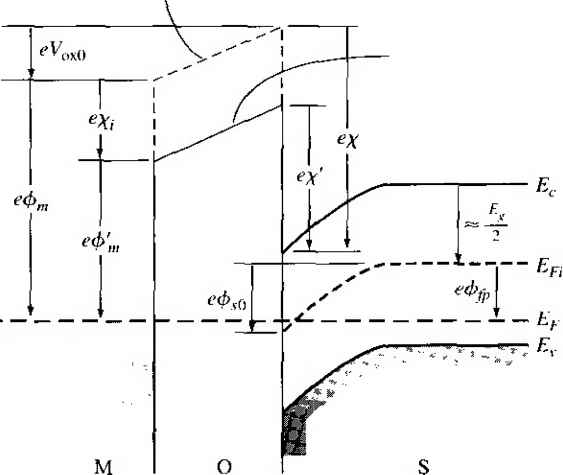 eV_ox0
eχ_i
eχ
eχ′
E_c
eϕ_m
eϕ′_m
≈ E_g/2
E_Fi
eϕ_s0
eϕ_fp
E_F
E_v
M
O
S